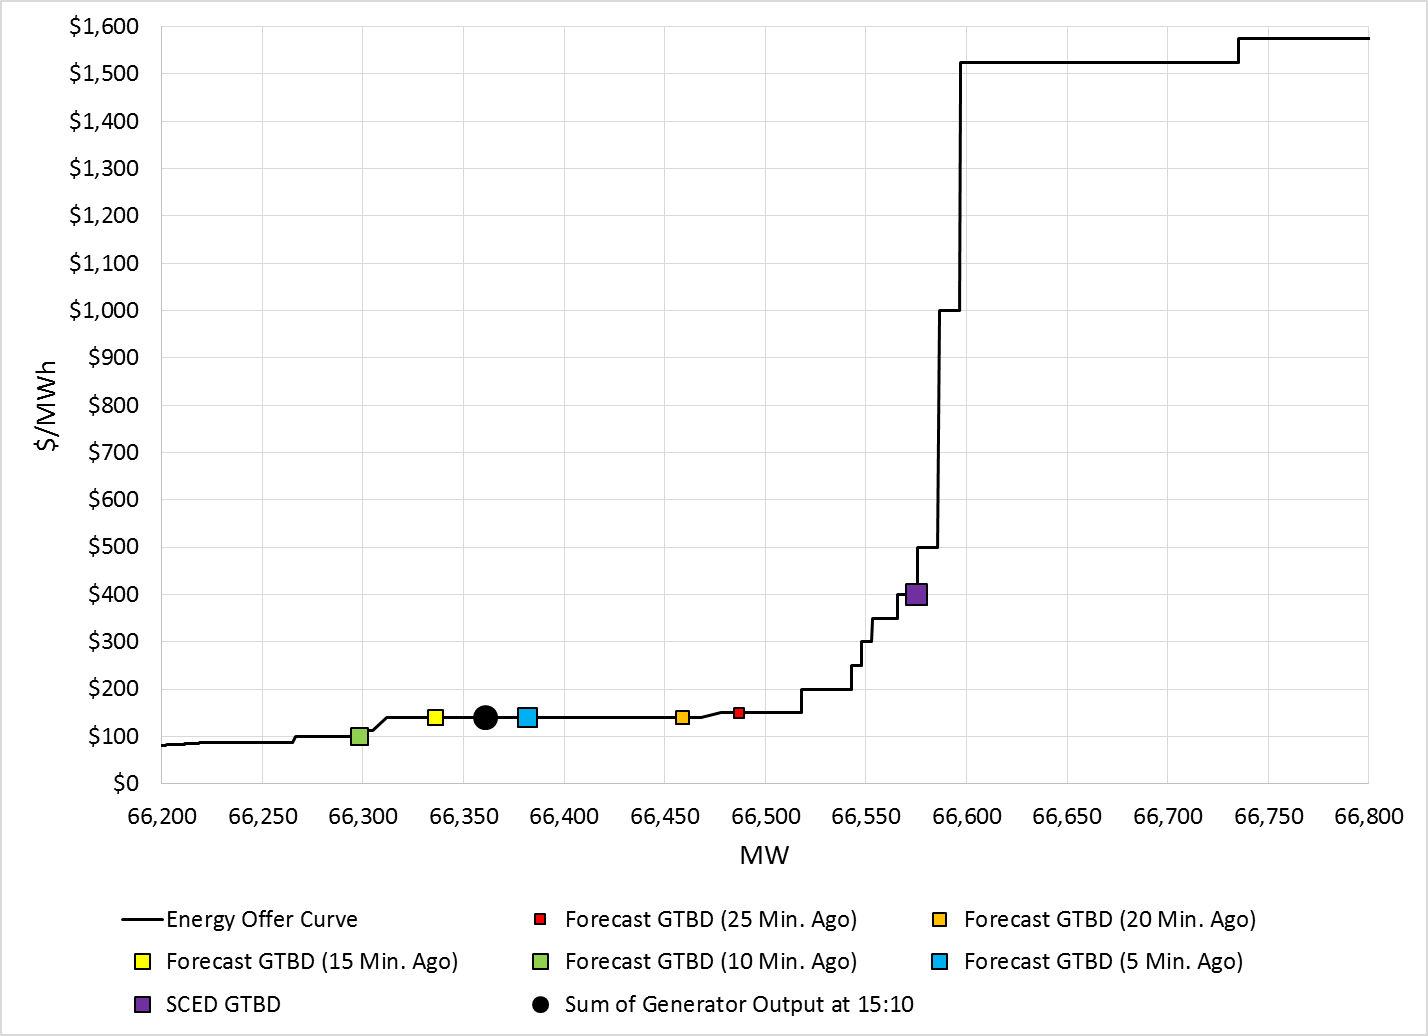 $1,600
$1,500
$1,400
$1,300
$1,200
$1,100
$1,000
$900
$800
$700
$600
$500
$400
$300
$200
$100
$0
$/MWh
66,200 66,250 66,300 66,350 66,400 66,450 66,500 66,550 66,600 66,650 66,700 66,750 66,800
MW
Energy Offer Curve Forecast GTBD (25 Min. Ago) Forecast GTBD (20 Min. Ago)
Forecast GTBD (15 Min. Ago) Forecast GTBD (10 Min. Ago) Forecast GTBD (5 Min. Ago)
SCED GTBD Sum of Generator Output at 15:10